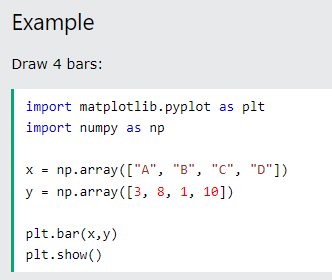 Example
Draw 4 bars:
import matplotlib.pyplot as plt
import numpy as np
x = np.array(["A", "B", "C", "D"])
y = np.array([3, 8, 1, 10])
plt.bar(x,y)
plt.show()